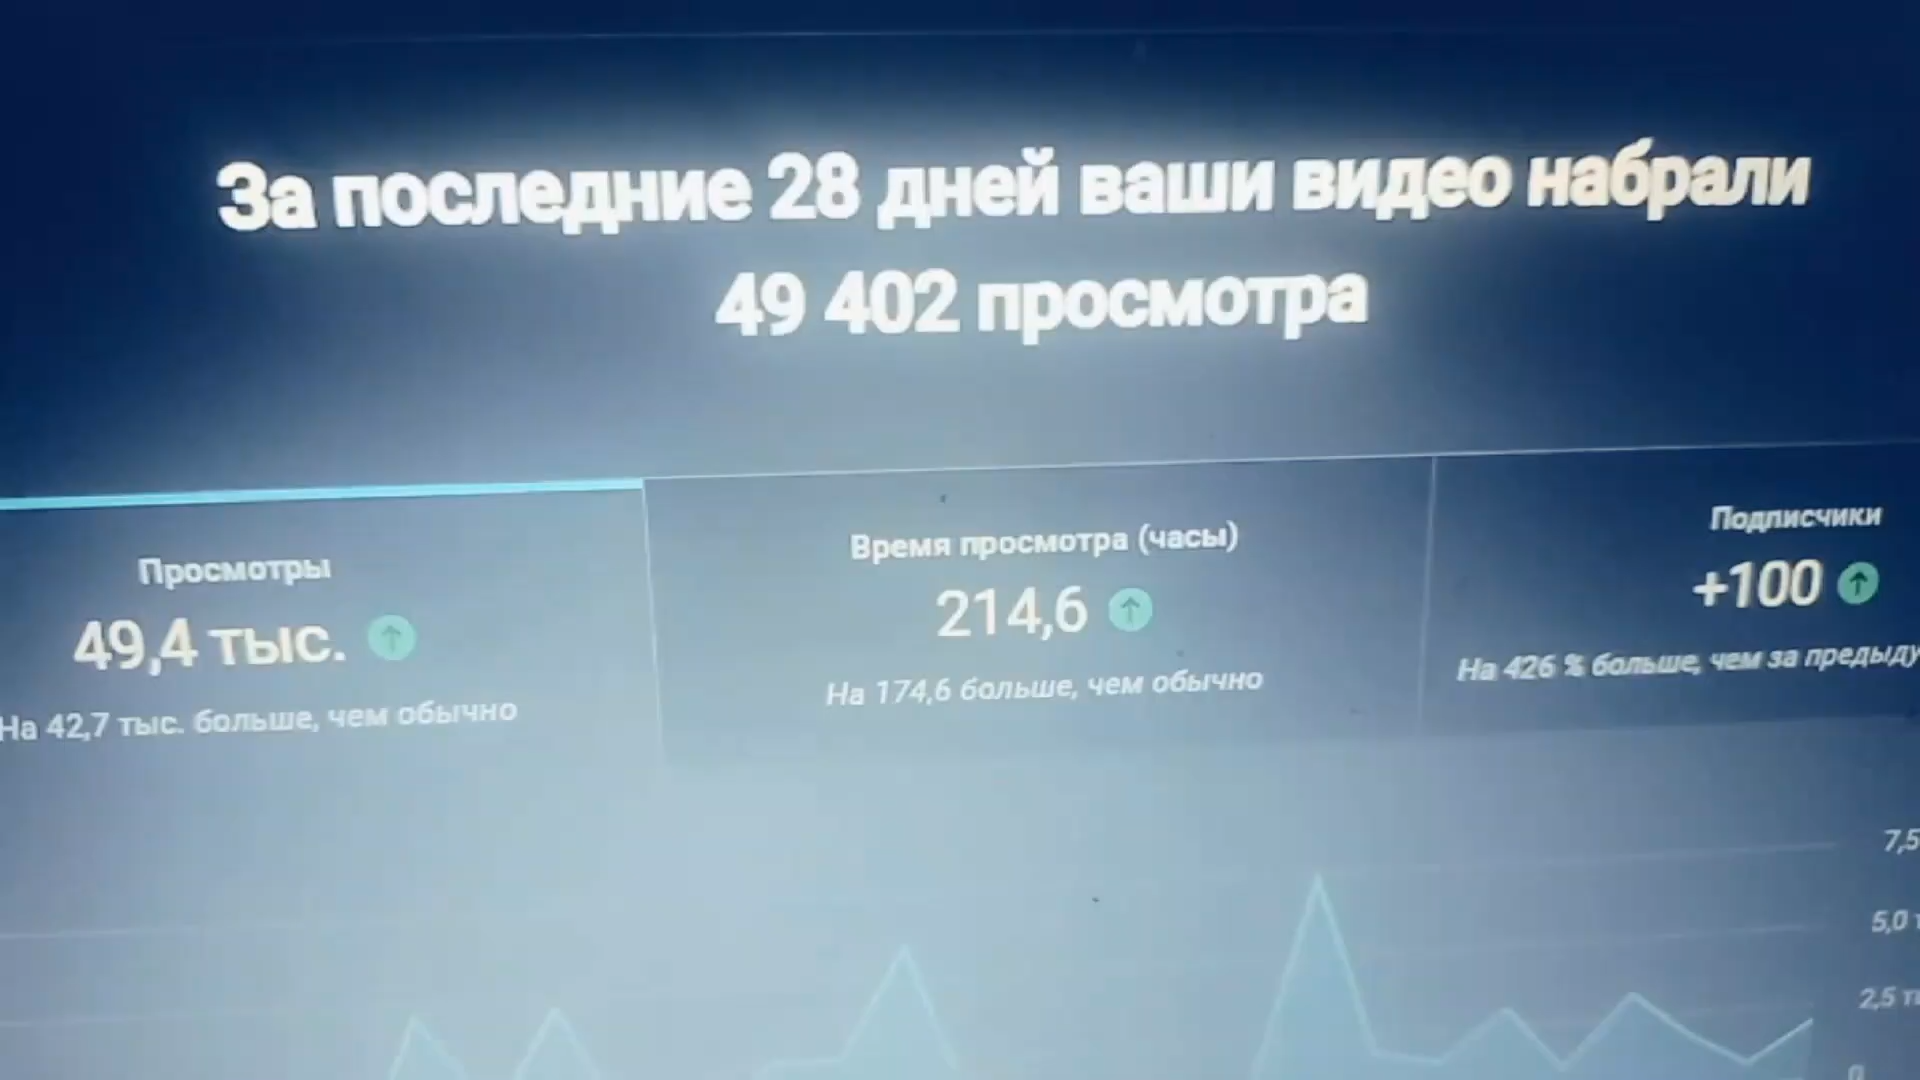 За последние 28 дней ваши видео набрали
49 402 просмотра
Просмотры
49,4 тыс.
На 42,7 тыс. больше, чем обычно
Время просмотра (часы)
214,6
На 174,6 больше, чем обычно
Подписчики
+100
На 426 % больше, чем за
7,5
5,0
2,5
0